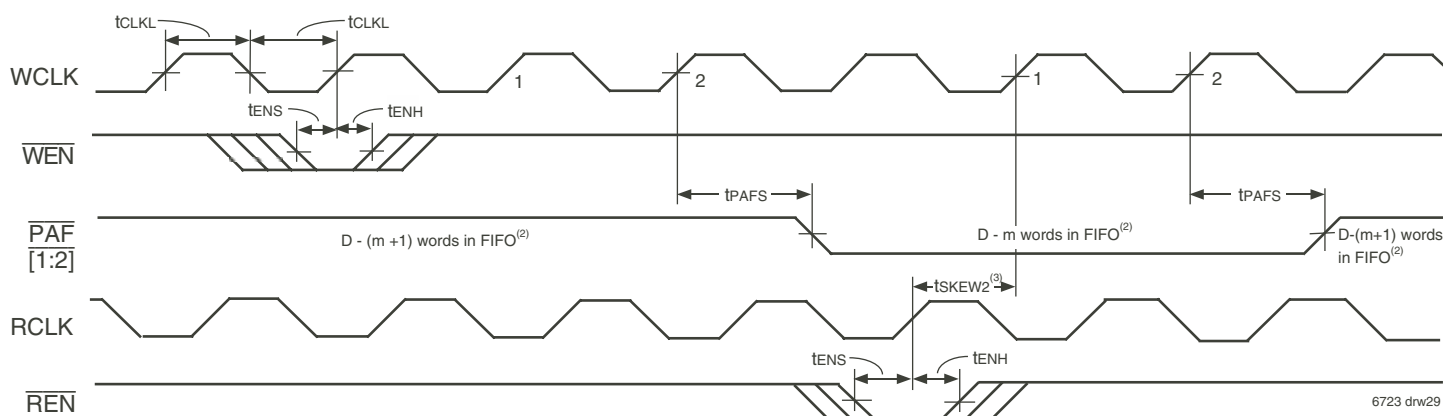 tCLKL tCLKL
WCLK 1 2 1 2
tENS tENH
WEN
tPAFS tPAFS
PAF
[1:2]
D - (m +1) words in FIFO(2) D - m words in FIFO(2) D-(m+1) words
in FIFO(2)
tSKEW2(3)
RCLK
tENS tENH
REN
6723 drw29